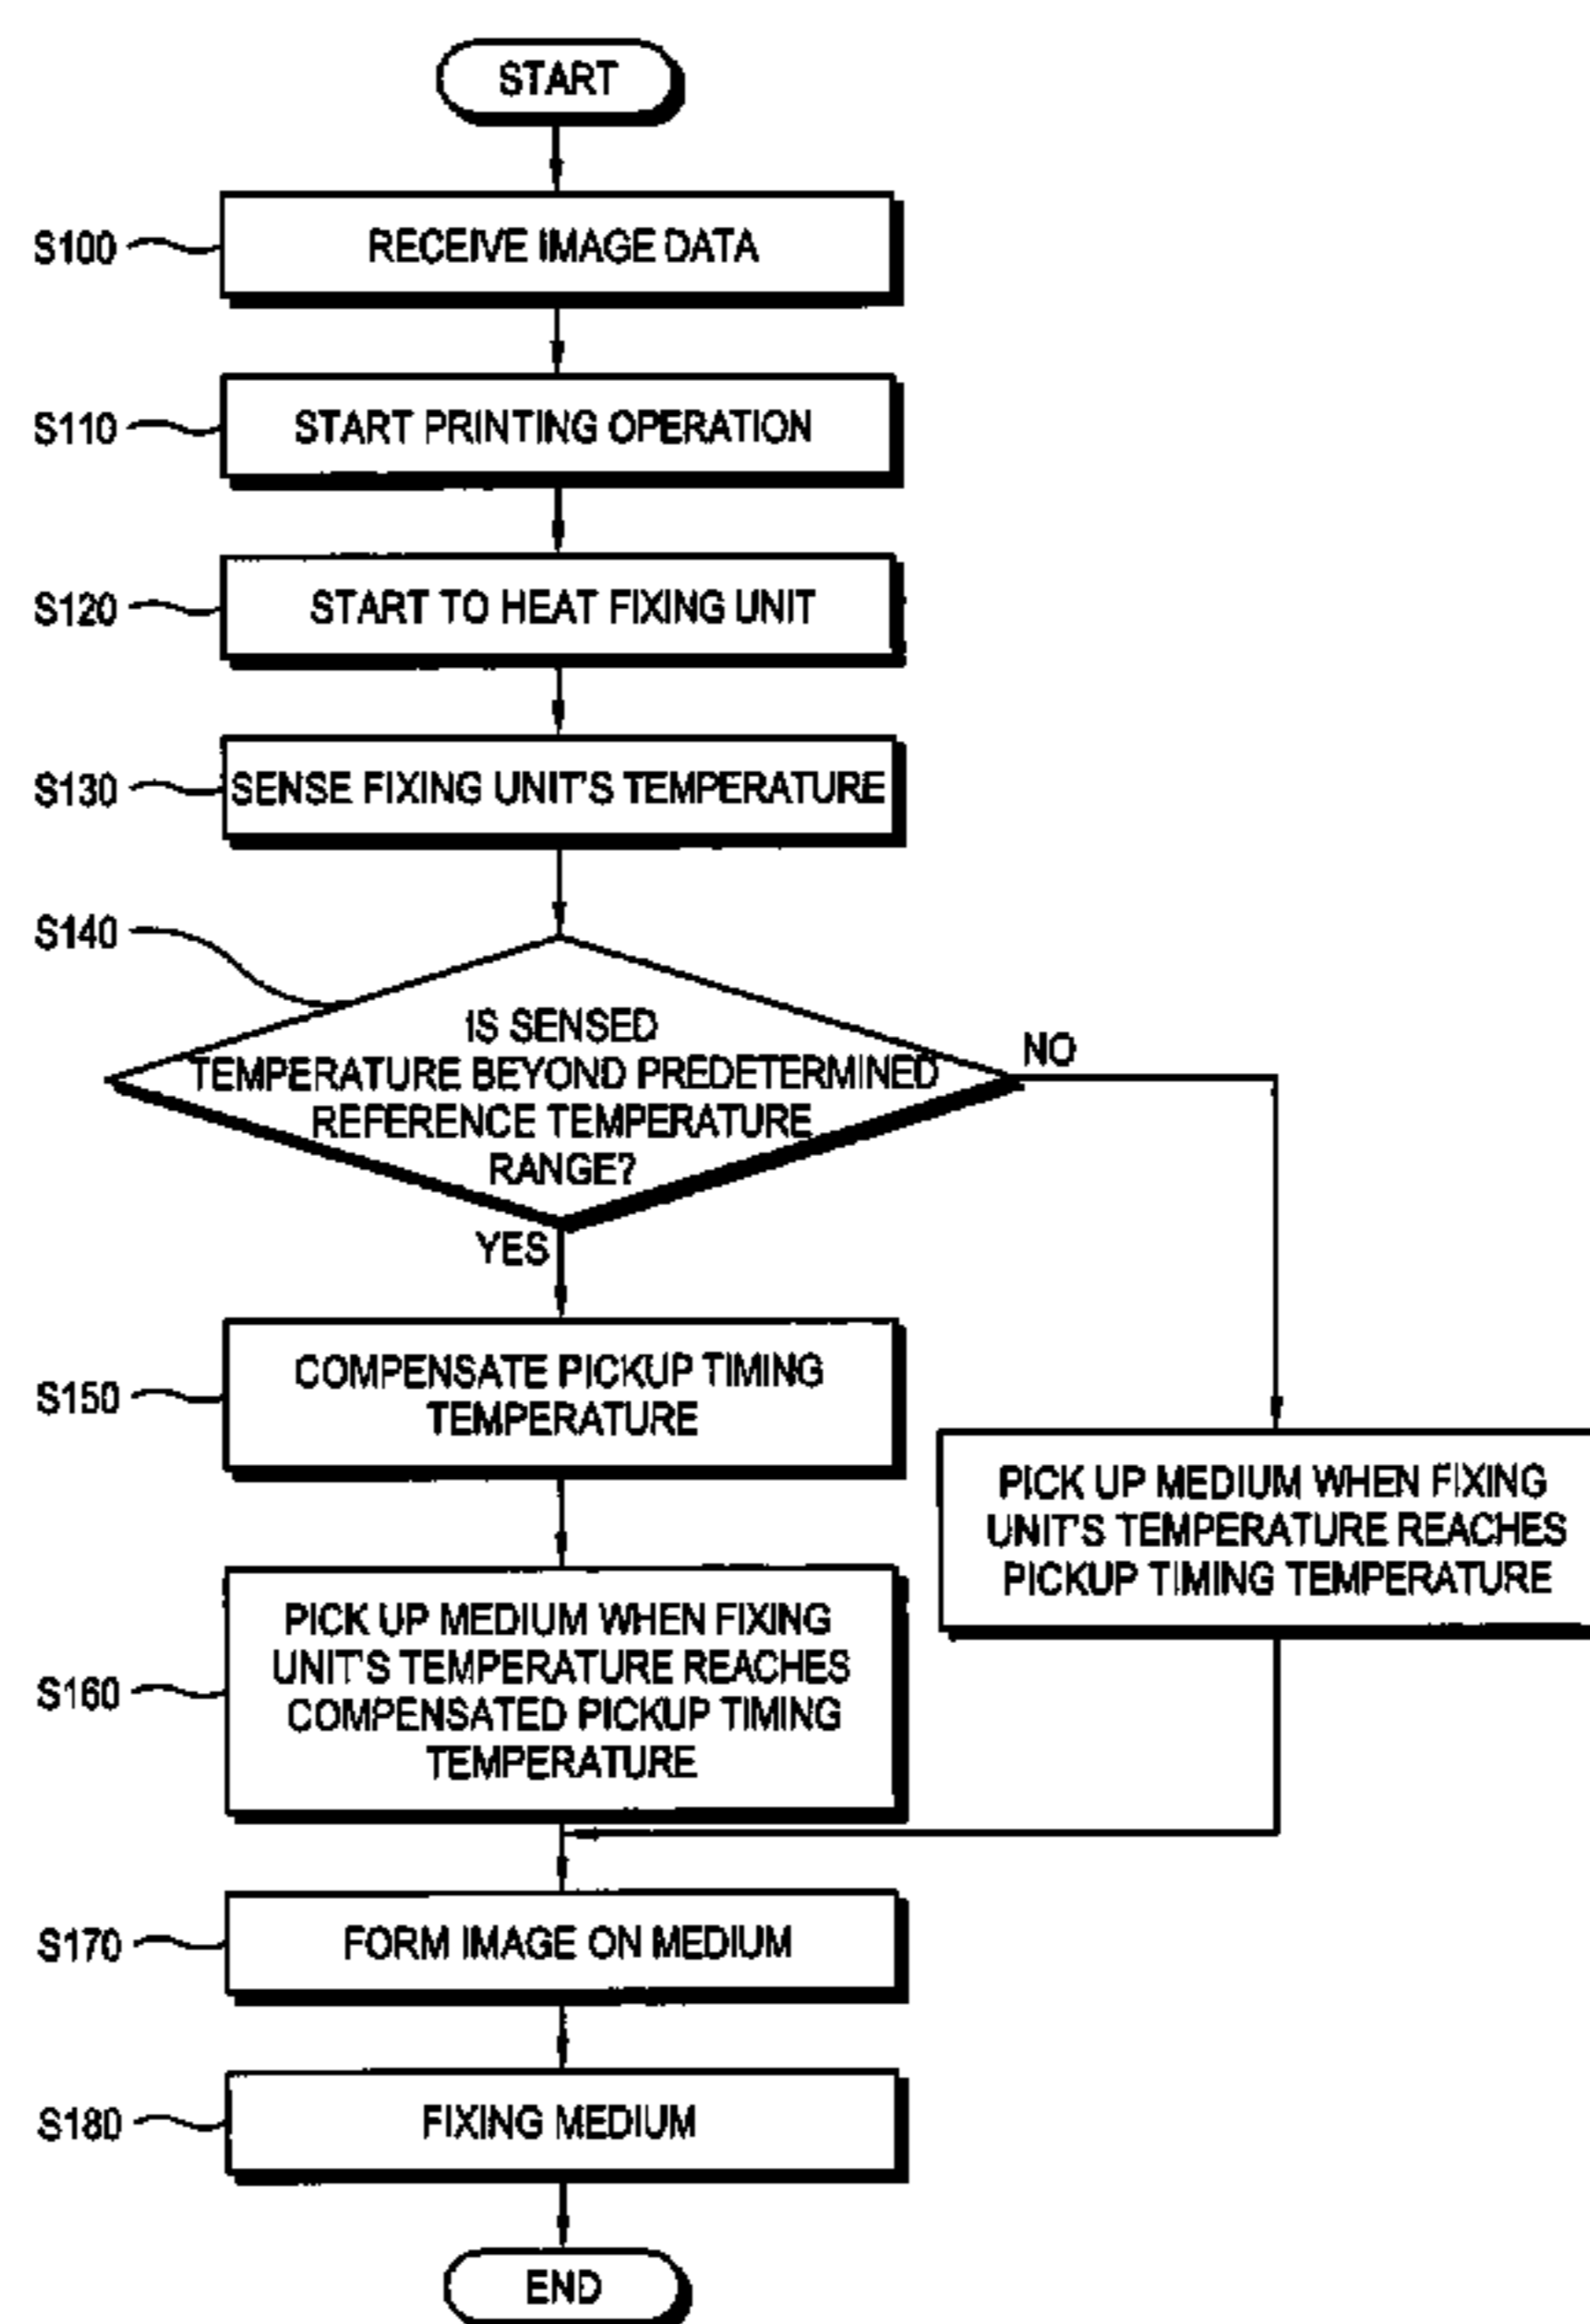 START
S100
RECEIVE IMAGE DATA
S110
START PRINTING OPERATION
S120
START TO HEAT FIXING UNIT
S130
SENSE FIXING UNIT'S TEMPERATURE
S140
IS SENSED
TEMPERATURE BEYOND PREDETERMINED
REFERENCE TEMPERATURE
RANGE?
NO
YES
S150
COMPENSATE PICKUP TIMING
TEMPERATURE
PICK UP MEDIUM WHEN FIXING
UNIT'S TEMPERATURE REACHES
PICKUP TIMING TEMPERATURE
S160
PICK UP MEDIUM WHEN FIXING
UNIT'S TEMPERATURE REACHES
COMPENSATED PICKUP TIMING
TEMPERATURE
S170
FORM IMAGE ON MEDIUM
S180
FIXING MEDIUM
END